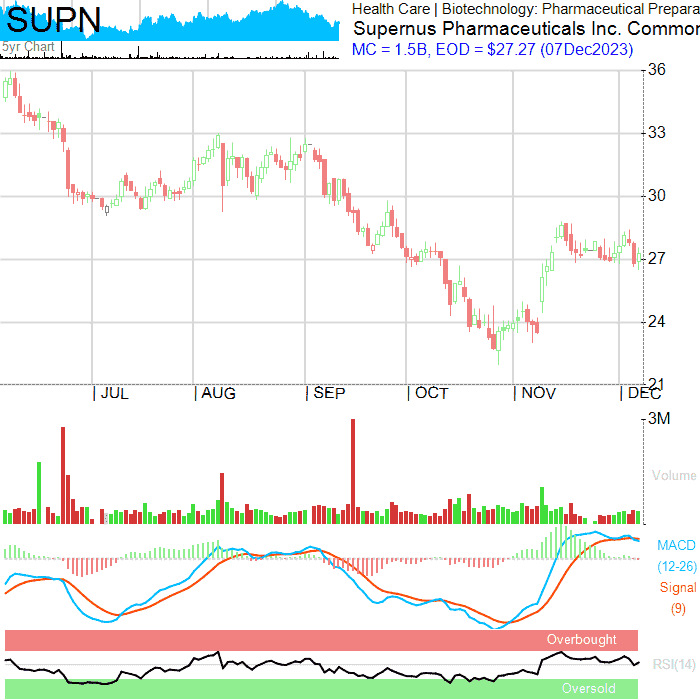 SUPN
5yr Chart
Health Care | Biotechnology: Pharmaceutical Prepara
Supernus Pharmaceuticals Inc. Common
MC = 1.5B, EOD = $27.27 (07Dec2023)
36
33
30
27
24
21
| JUL | AUG | SEP | OCT | NOV | DEC
3M
Volume
MACD
(12-26)
Signal
(9)
Overbought
RSI(14)
Oversold